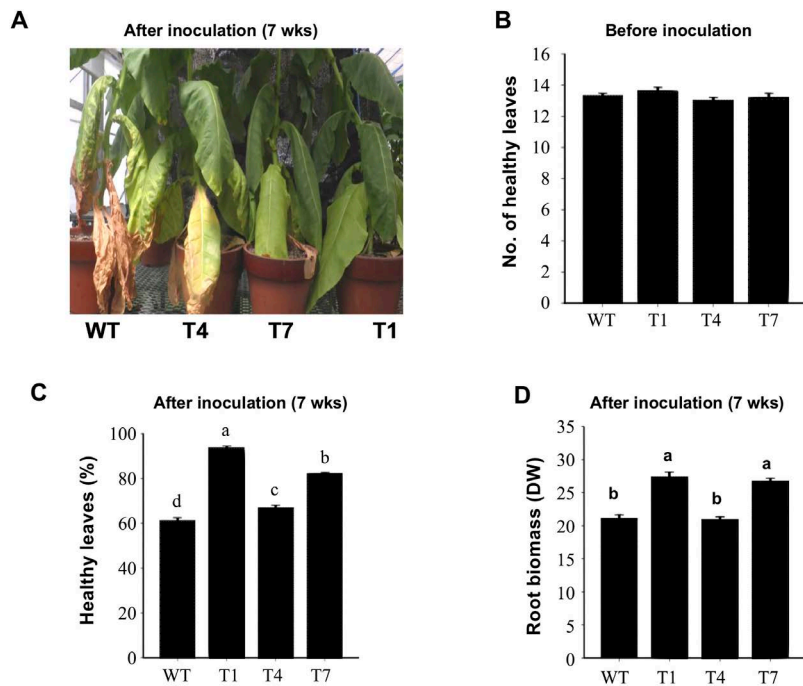 A
After inoculation (7 wks)
WT T4 T7 T1
B
Before inoculation
No. of healthy leaves
16
14
12
10
8
6
4
2
0
WT T1 T4 T7
C
After inoculation (7 wks)
Healthy leaves (%)
100
80
60
40
20
0
d a c b
WT T1 T4 T7
D
After inoculation (7 wks)
Root biomass (DW)
35
30
25
20
15
10
5
0
b a b a
WT T1 T4 T7